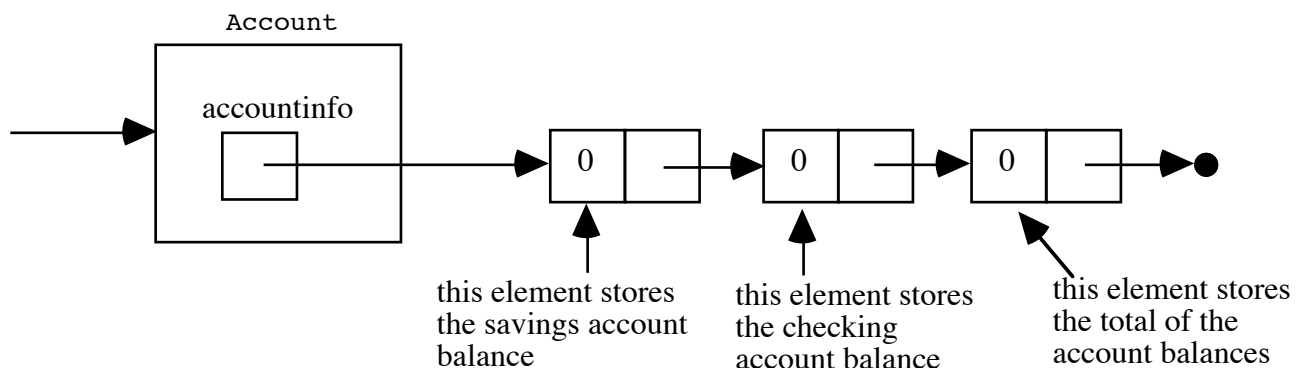 Account
accountinfo
0
0
0
this element stores
the savings account
balance
this element stores
the checking
account balance
this element stores
the total of the
account balances